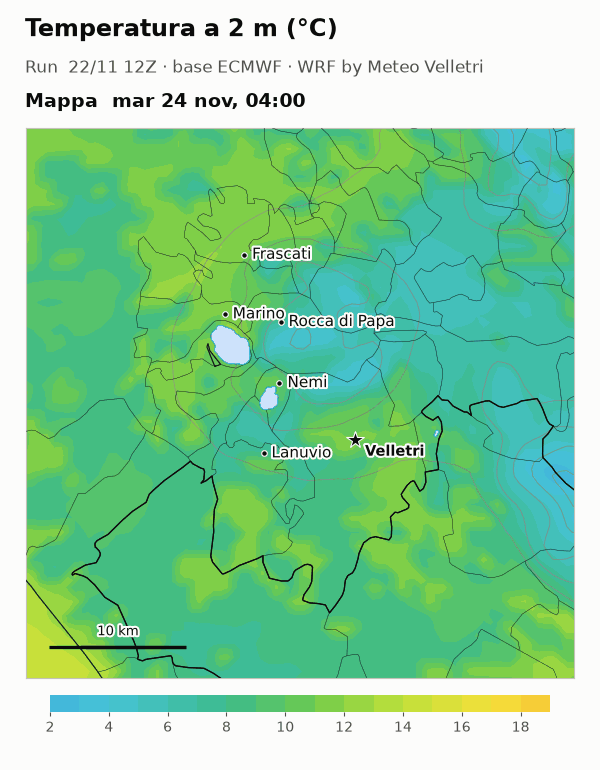 Temperatura a 2 m (°C)
Run  22/11 12Z · base ECMWF · WRF by Meteo Velletri
Mappa  mar 24 nov, 04:00
Frascati
Marino
Rocca di Papa
Nemi
Velletri
Lanuvio
10 km
2 4 6 8 10 12 14 16 18